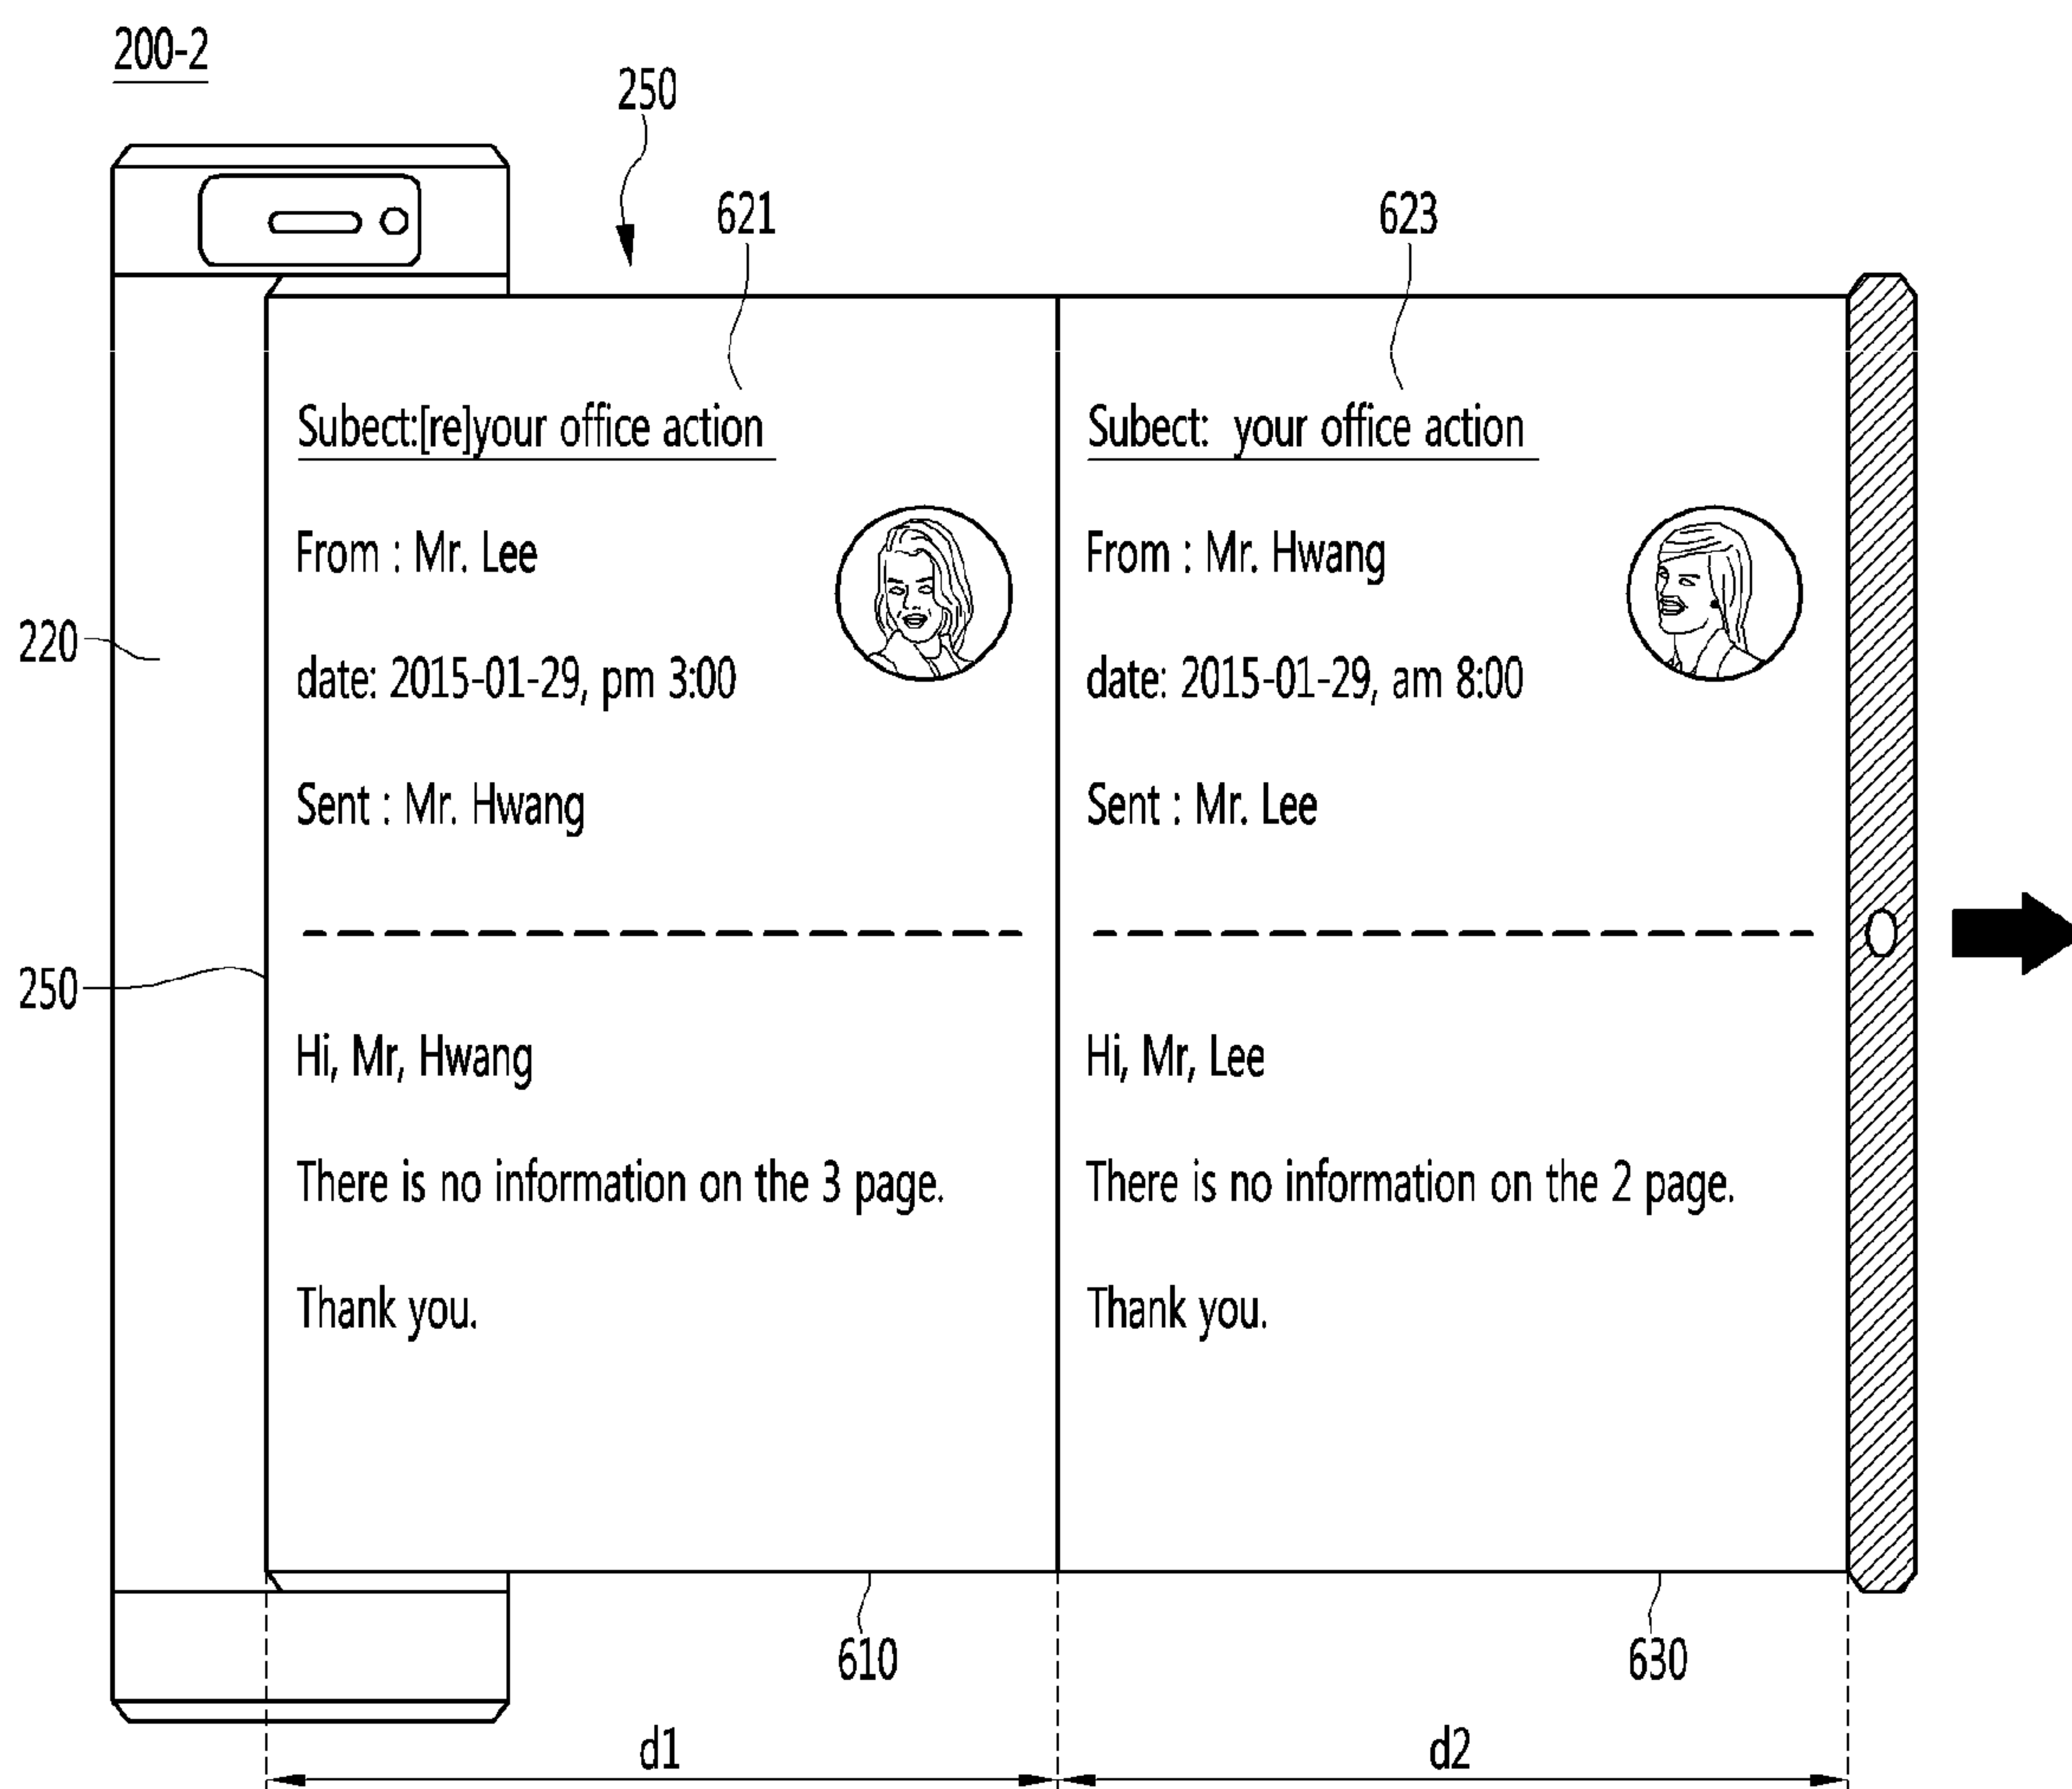 200-2
250
621
623
Subect:[re]your office action
From : Mr. Lee
date: 2015-01-29, pm 3:00
Sent : Mr. Hwang
Hi, Mr, Hwang
There is no information on the 3 page.
Thank you.
Subect: your office action
From : Mr. Hwang
date: 2015-01-29, am 8:00
Sent : Mr. Lee
Hi, Mr, Lee
There is no information on the 2 page.
Thank you.
220
250
610
630
d1
d2